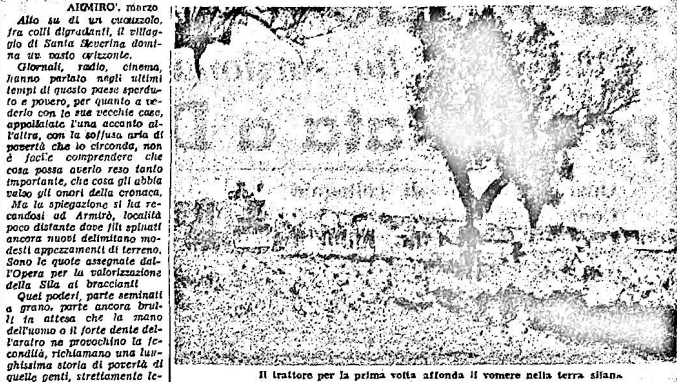 ARMIRO', marzo
Alto su di un cucuzzolo,
fra colli digradanti, il villag-
gio di Santa Severina domi-
na un vasto orizzonte.
Giornali, radio, cinema,
hanno parlato negli ultimi
tempi di questo paese sperdu-
to e povero, per quanto a ve-
derlo con le sue vecchie case,
appollaiate l'una accanto al-
l'altra, con la soffusa aria di
povertà che lo circonda, non
è facile comprendere che
cosa possa averlo reso tanto
importante, che cosa gli abbia
valso gli onori della cronaca.
Ma la spiegazione si ha re-
candosi ad Armirò, località
poco distante dove fili spinati
ancora nuovi delimitano mo-
desti appezzamenti di terreno.
Sono le quote assegnate dal-
l'Opera per la valorizzazione
della Sila ai braccianti
Quei poderi, parte seminati
a grano, parte ancora brul-
li in attesa che la mano
dell'uomo o il forte dente del-
l'aratro ne provochino la fe-
condità, richiamano una lun-
ghissima storia di povertà di
quelle genti, strettamente le-
Il trattore per la prima volta affonda il vomere nella terra silana